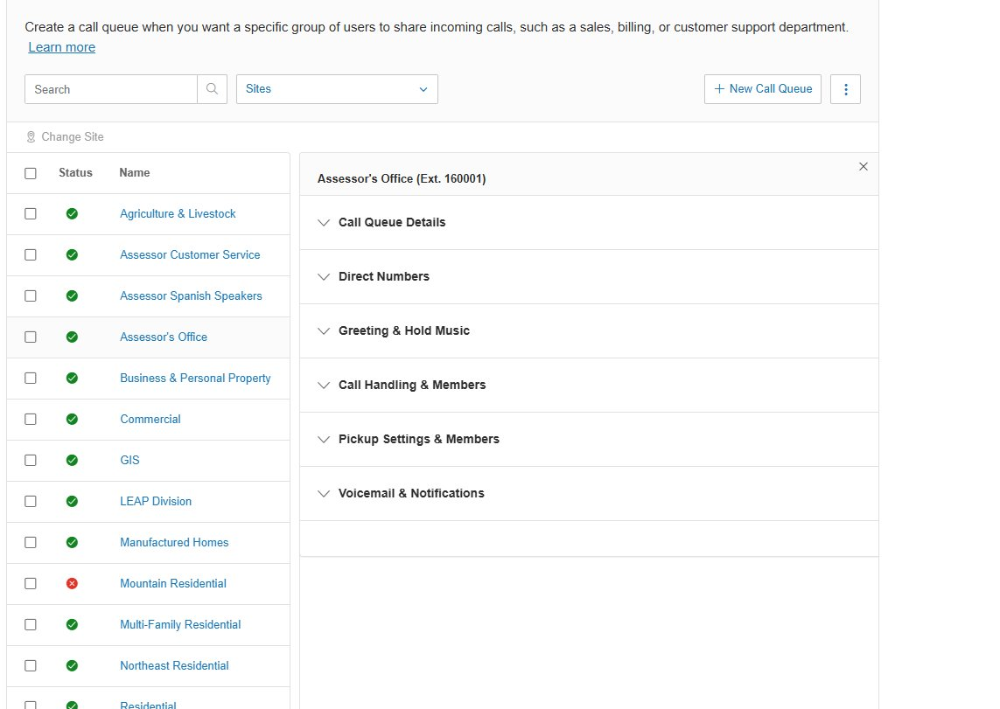 Create a call queue when you want a specific group of users to share incoming calls, such as a sales, billing, or customer support department.
Learn more
Search
Sites
+ New Call Queue
Change Site
Status Name
Agriculture & Livestock
Assessor Customer Service
Assessor Spanish Speakers
Assessor's Office
Business & Personal Property
Commercial
GIS
LEAP Division
Manufactured Homes
Mountain Residential
Multi-Family Residential
Northeast Residential
Residential
Assessor's Office (Ext. 160001)
Call Queue Details
Direct Numbers
Greeting & Hold Music
Call Handling & Members
Pickup Settings & Members
Voicemail & Notifications